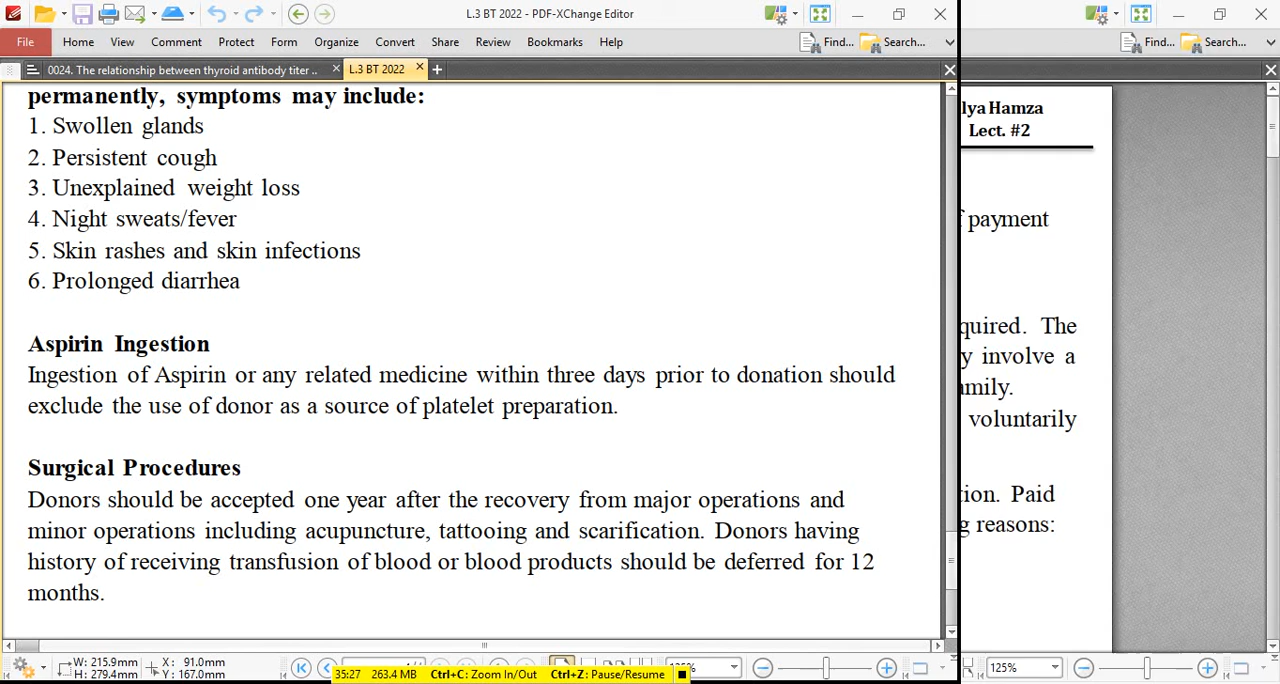 L.3 BT 2022 - PDF-XChange Editor
File Home View Comment Protect Form Organize Convert Share Review Bookmarks Help Find... Search...
Find... Search...
0024. The relationship between thyroid antibody titer .. L.3 BT 2022
permanently, symptoms may include:
1. Swollen glands
2. Persistent cough
3. Unexplained weight loss
4. Night sweats/fever
5. Skin rashes and skin infections
6. Prolonged diarrhea
Aspirin Ingestion
Ingestion of Aspirin or any related medicine within three days prior to donation should
exclude the use of donor as a source of platelet preparation.
Surgical Procedures
Donors should be accepted one year after the recovery from major operations and
minor operations including acupuncture, tattooing and scarification. Donors having
history of receiving transfusion of blood or blood products should be deferred for 12
months.
lya Hamza
Lect. #2
payment
quired. The
y involve a
amily.
voluntarily
tion. Paid
g reasons:
W: 215.9mm X: 91.0mm
H: 279.4mm Y: 167.0mm
35:27 263.4 MB Ctrl+C: Zoom In/Out Ctrl+Z: Pause/Resume
125%